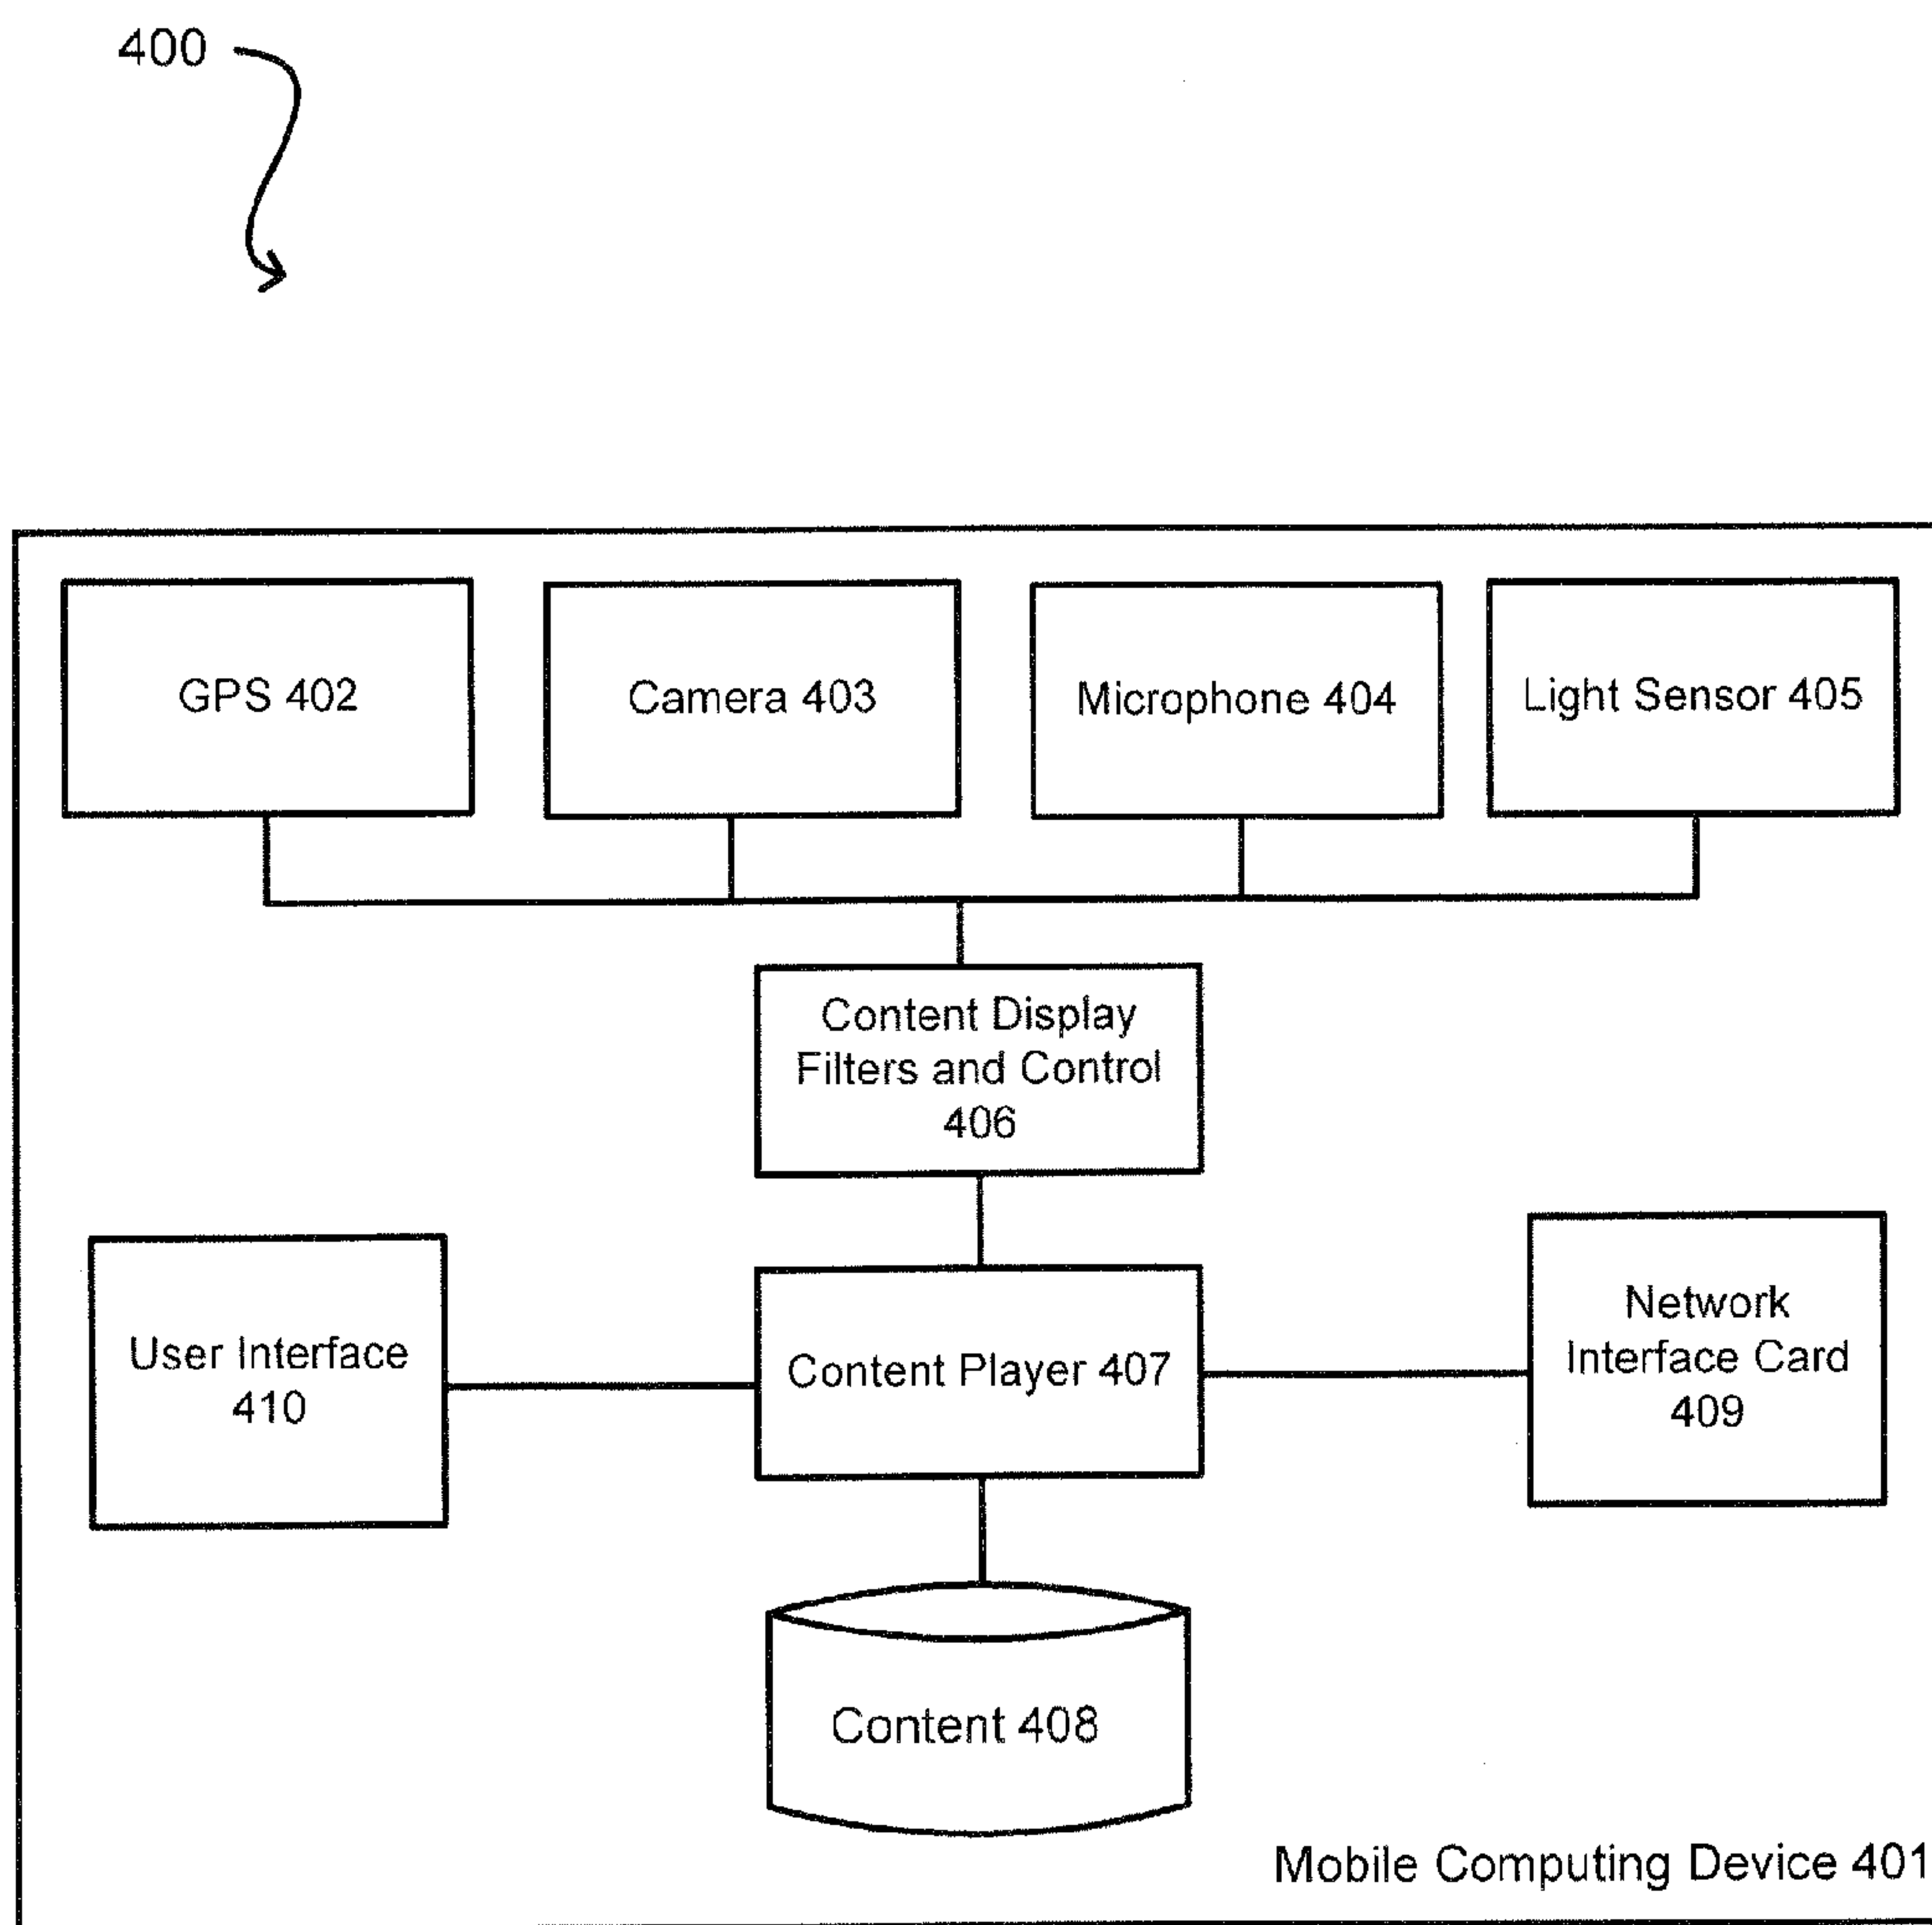 400
GPS 402
Camera 403
Microphone 404
Light Sensor 405
Content Display
Filters and Control
406
User Interface
410
Content Player 407
Network
Interface Card
409
Content 408
Mobile Computing Device 401